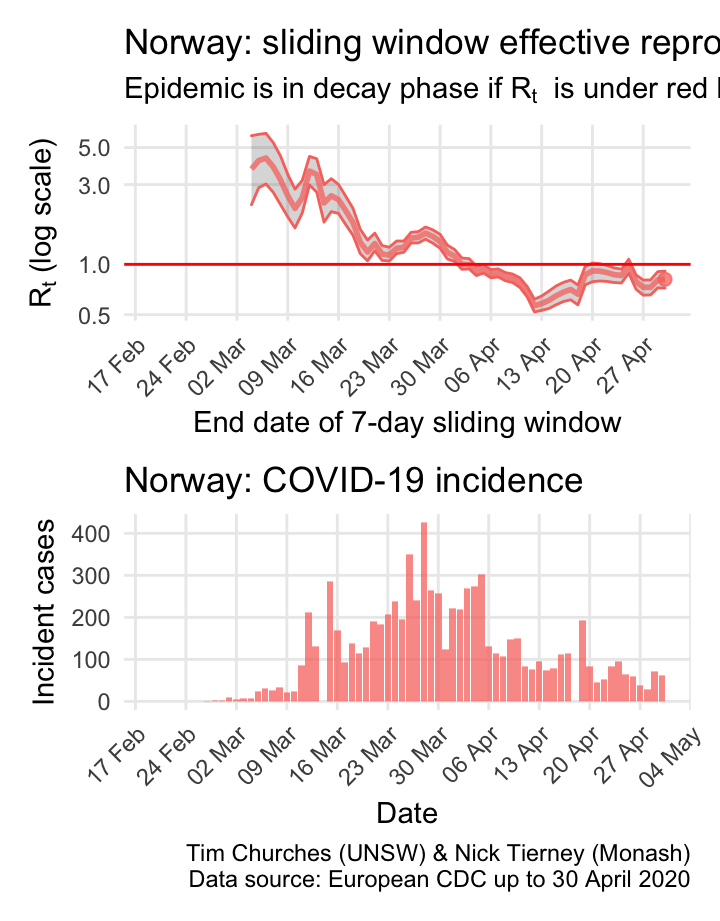 Norway: sliding window effective repro
Epidemic is in decay phase if Rt is under red
Rt (log scale)
5.0
3.0
1.0
0.5
17 Feb
24 Feb
02 Mar
09 Mar
16 Mar
23 Mar
30 Mar
06 Apr
13 Apr
20 Apr
27 Apr
End date of 7-day sliding window
Norway: COVID-19 incidence
Incident cases
400
300
200
100
0
17 Feb
24 Feb
02 Mar
09 Mar
16 Mar
23 Mar
30 Mar
06 Apr
13 Apr
20 Apr
27 Apr
04 May
Date
Tim Churches (UNSW) & Nick Tierney (Monash)
Data source: European CDC up to 30 April 2020